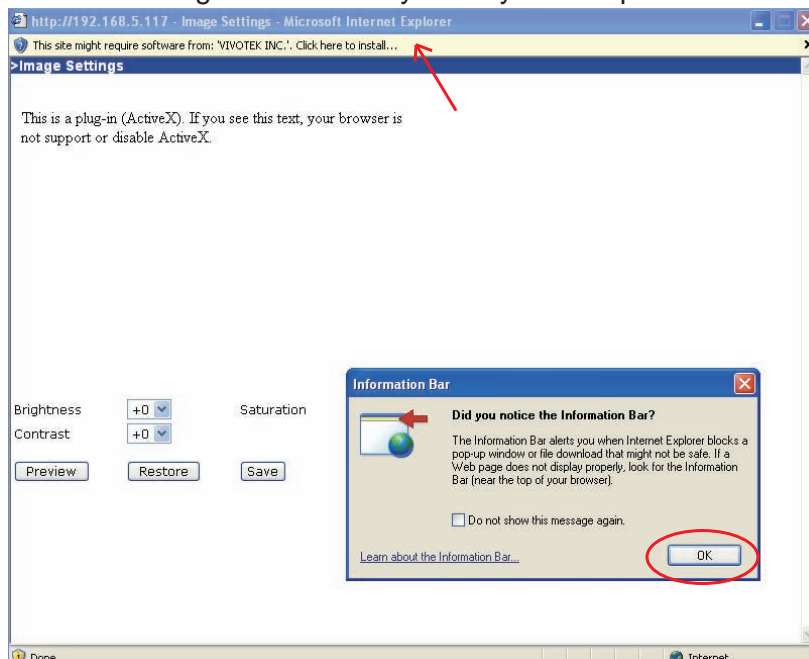 http://192.168.5.117 - Image Settings - Microsoft Internet Explorer
This site might require software from: 'VIVOTEK INC.'. Click here to install...
>Image Settings
This is a plug-in (ActiveX). If you see this text, your browser is
not support or disable ActiveX.
Brightness +0 Saturation
Contrast +0
Preview Restore Save
Information Bar
Did you notice the Information Bar?
The Information Bar alerts you when Internet Explorer blocks a
pop-up window or file download that might not be safe. If a
Web page does not display properly, look for the Information
Bar (near the top of your browser).
Do not show this message again.
Learn about the Information Bar...
OK
Done Internet